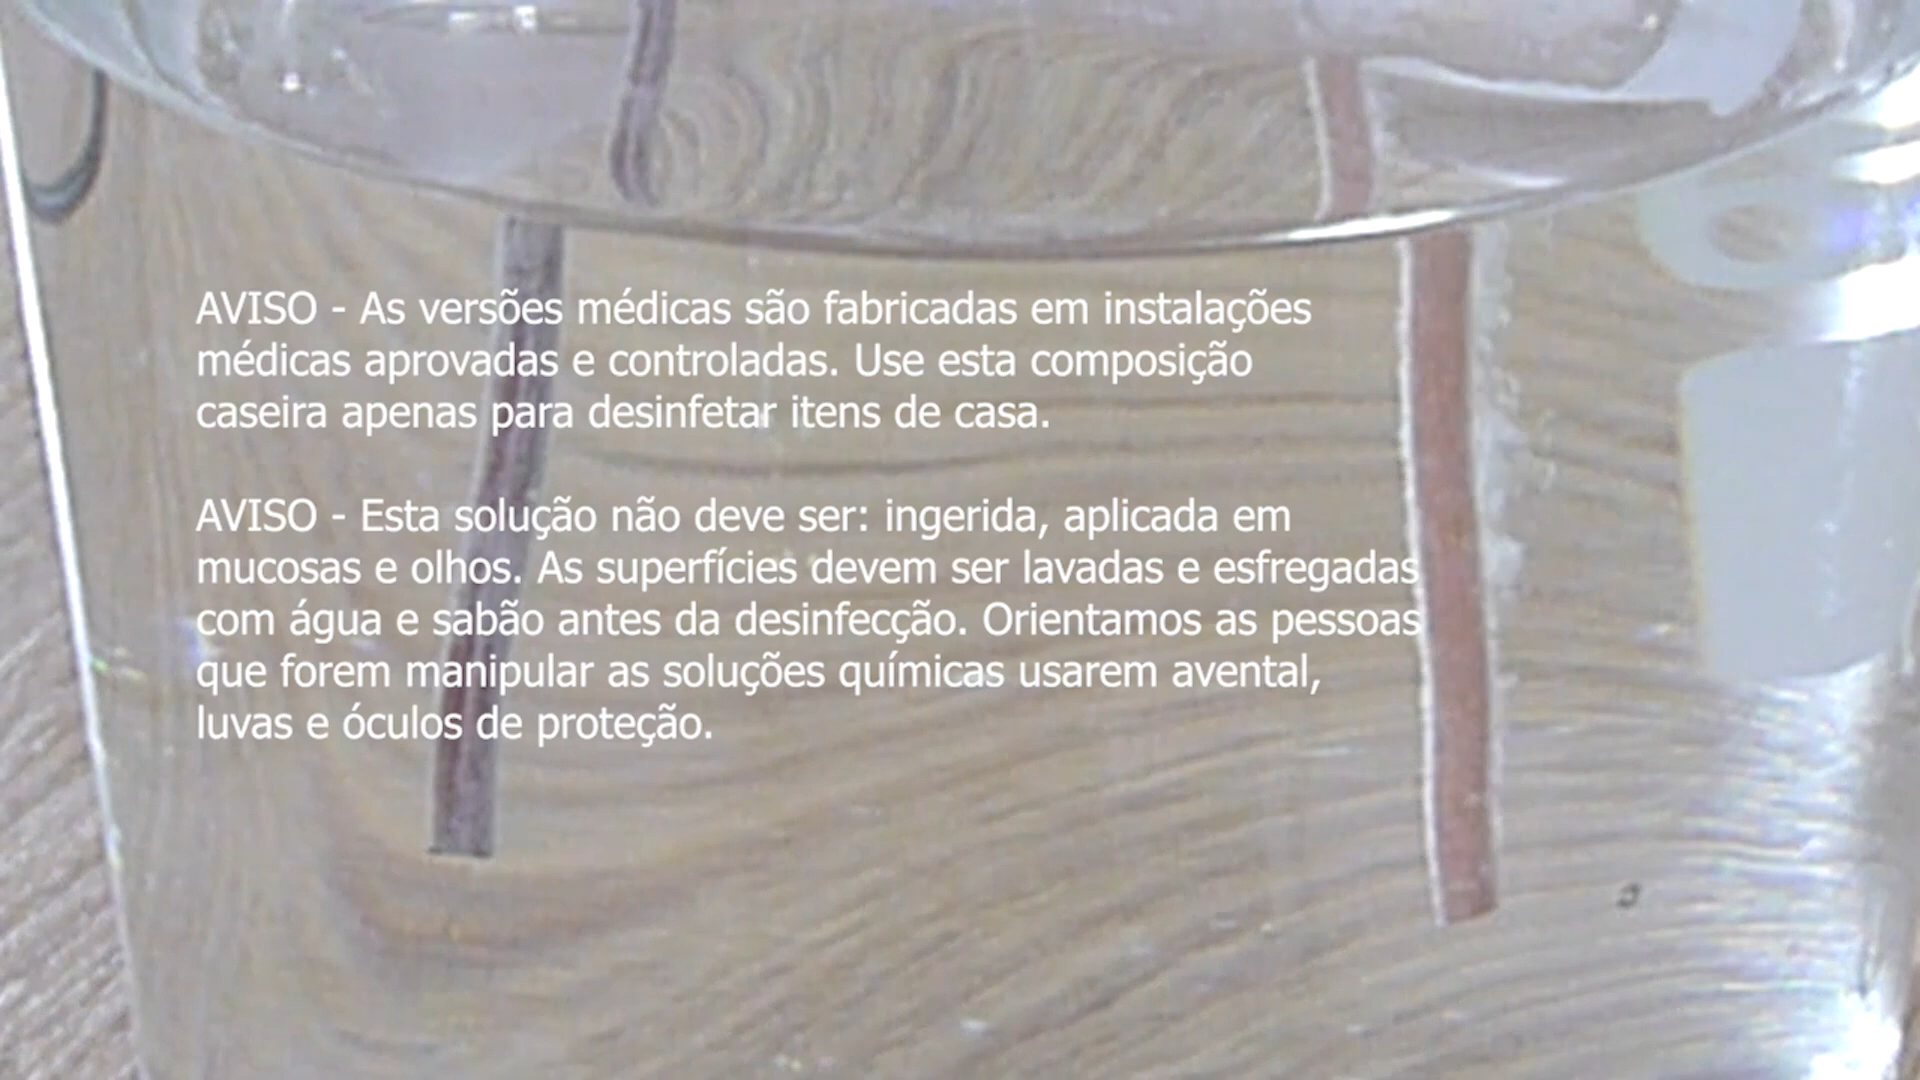 AVISO - As versões médicas são fabricadas em instalações
médicas aprovadas e controladas. Use esta composição
caseira apenas para desinfetar itens de casa.
AVISO - Esta solução não deve ser: ingerida, aplicada em
mucosas e olhos. As superfícies devem ser lavadas e esfregadas
com água e sabão antes da desinfecção. Orientamos as pessoas
que forem manipular as soluções químicas usarem avental,
luvas e óculos de proteção.